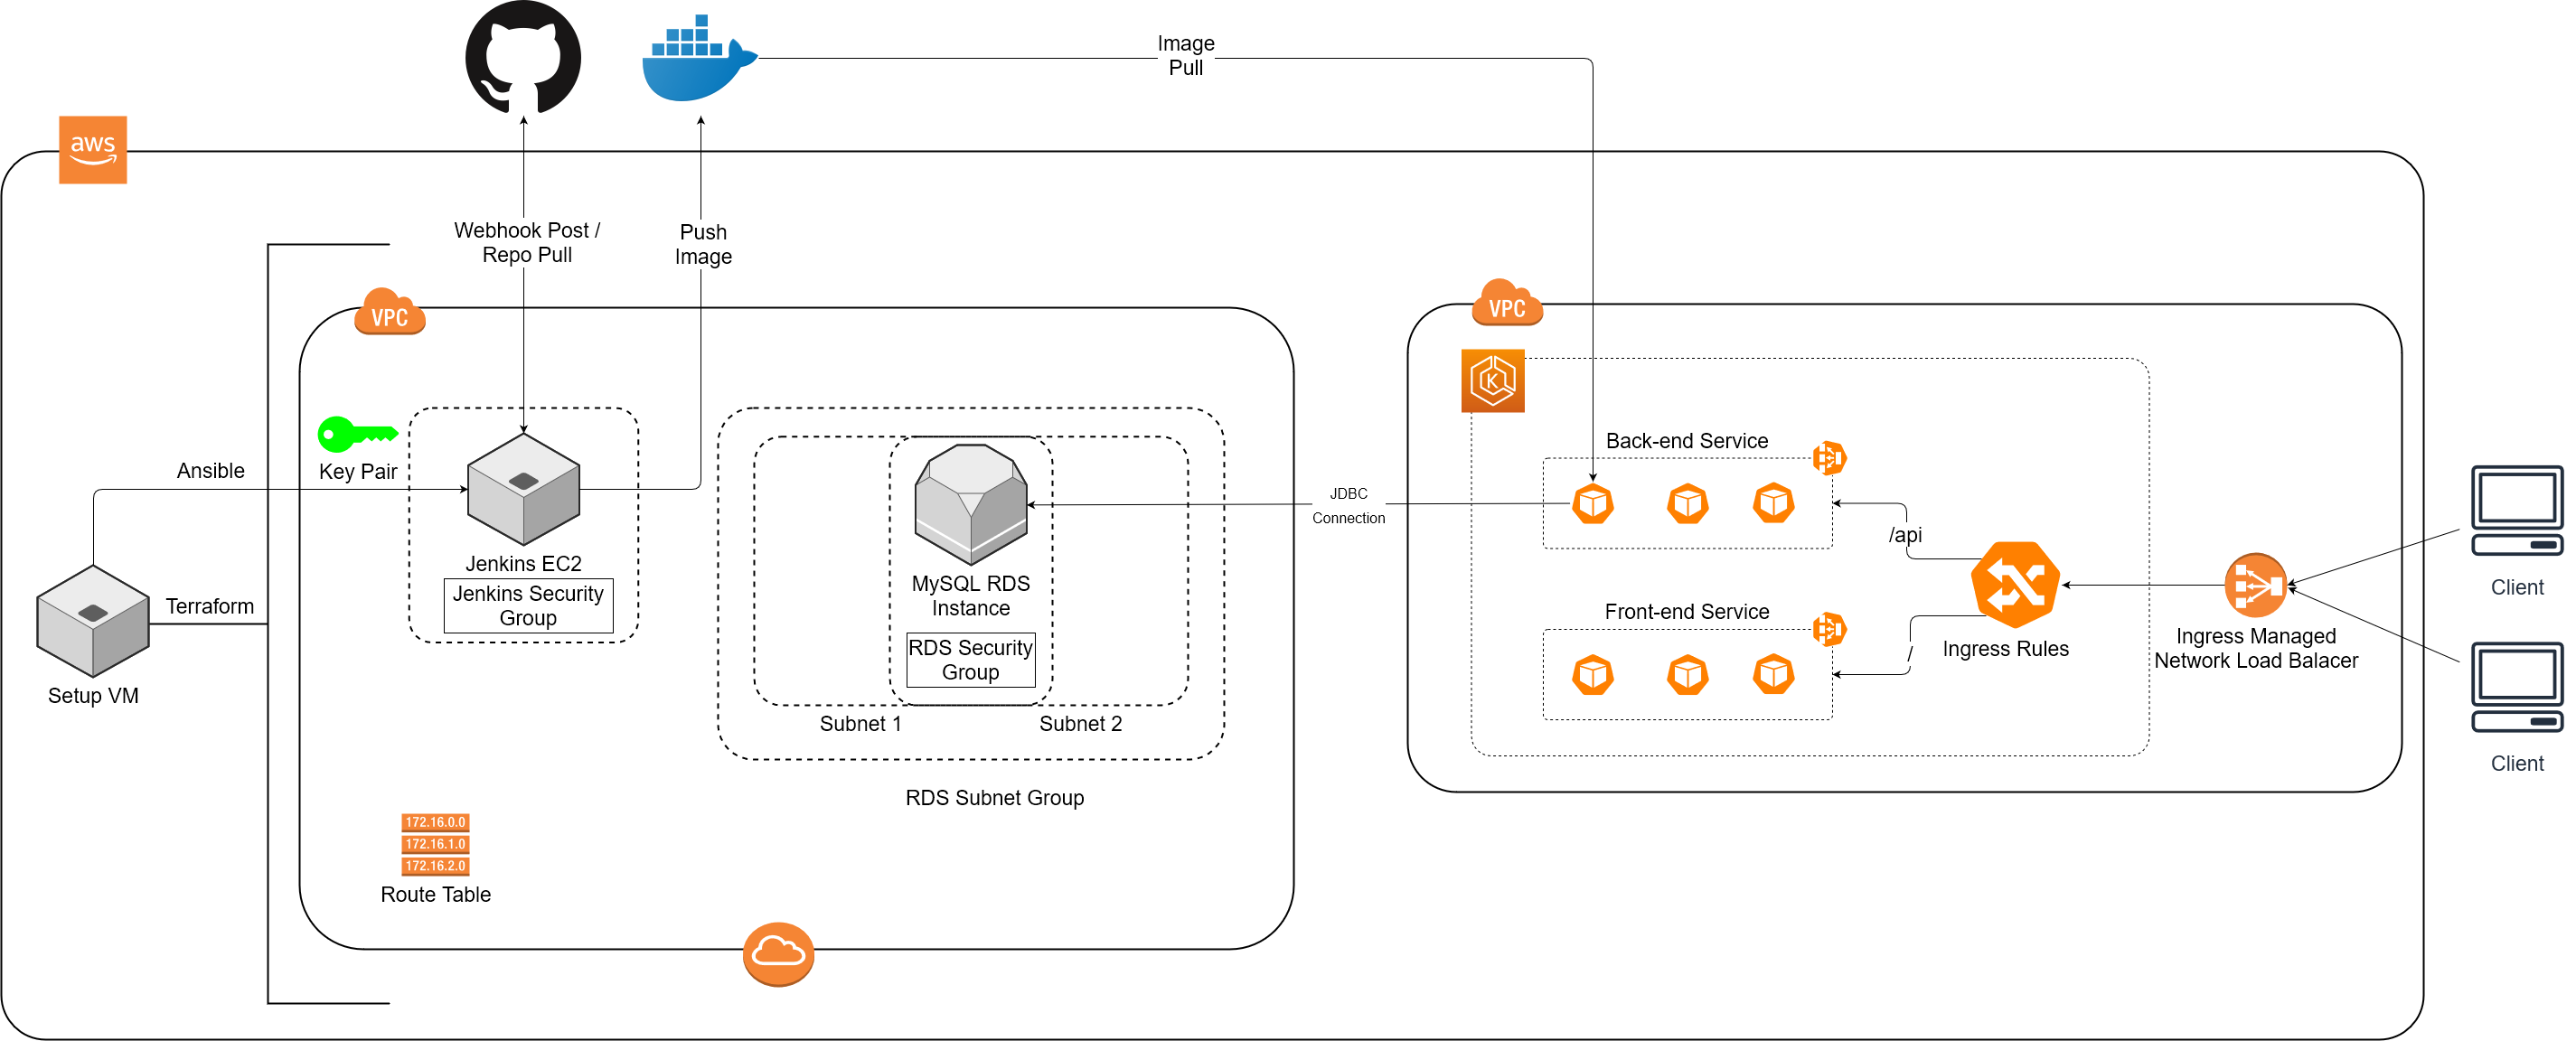 Image
Pull
aws
Webhook Post /
Repo Pull
Push
Image
VPC
VPC
K
Back-end Service
Ansible
Key Pair
JDBC
Connection
/api
Jenkins EC2
Jenkins Security
Group
MySQL RDS
Instance
Client
Terraform
Front-end Service
RDS Security
Group
Ingress Rules
/
Ingress Managed
Network Load Balacer
Setup VM
Subnet 1
Subnet 2
Client
RDS Subnet Group
172.16.0.0
172.16.1.0
172.16.2.0
Route Table